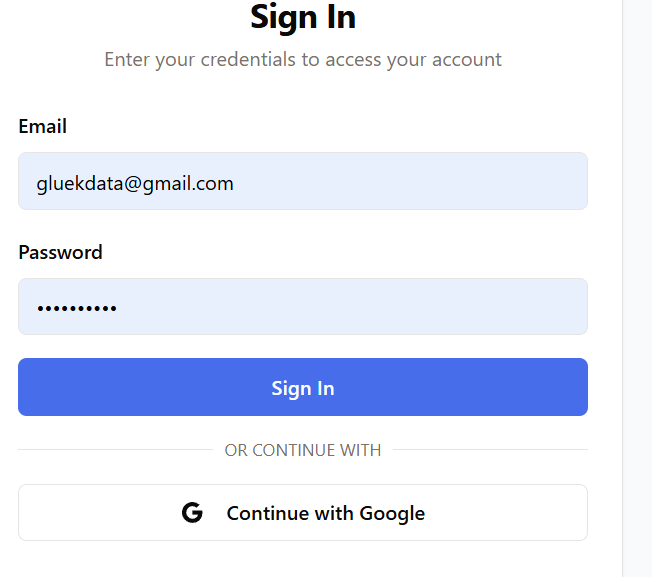 Sign In
Enter your credentials to access your account
Email
gluekdata@gmail.com
Password
••••••••••
Sign In
OR CONTINUE WITH
G Continue with Google